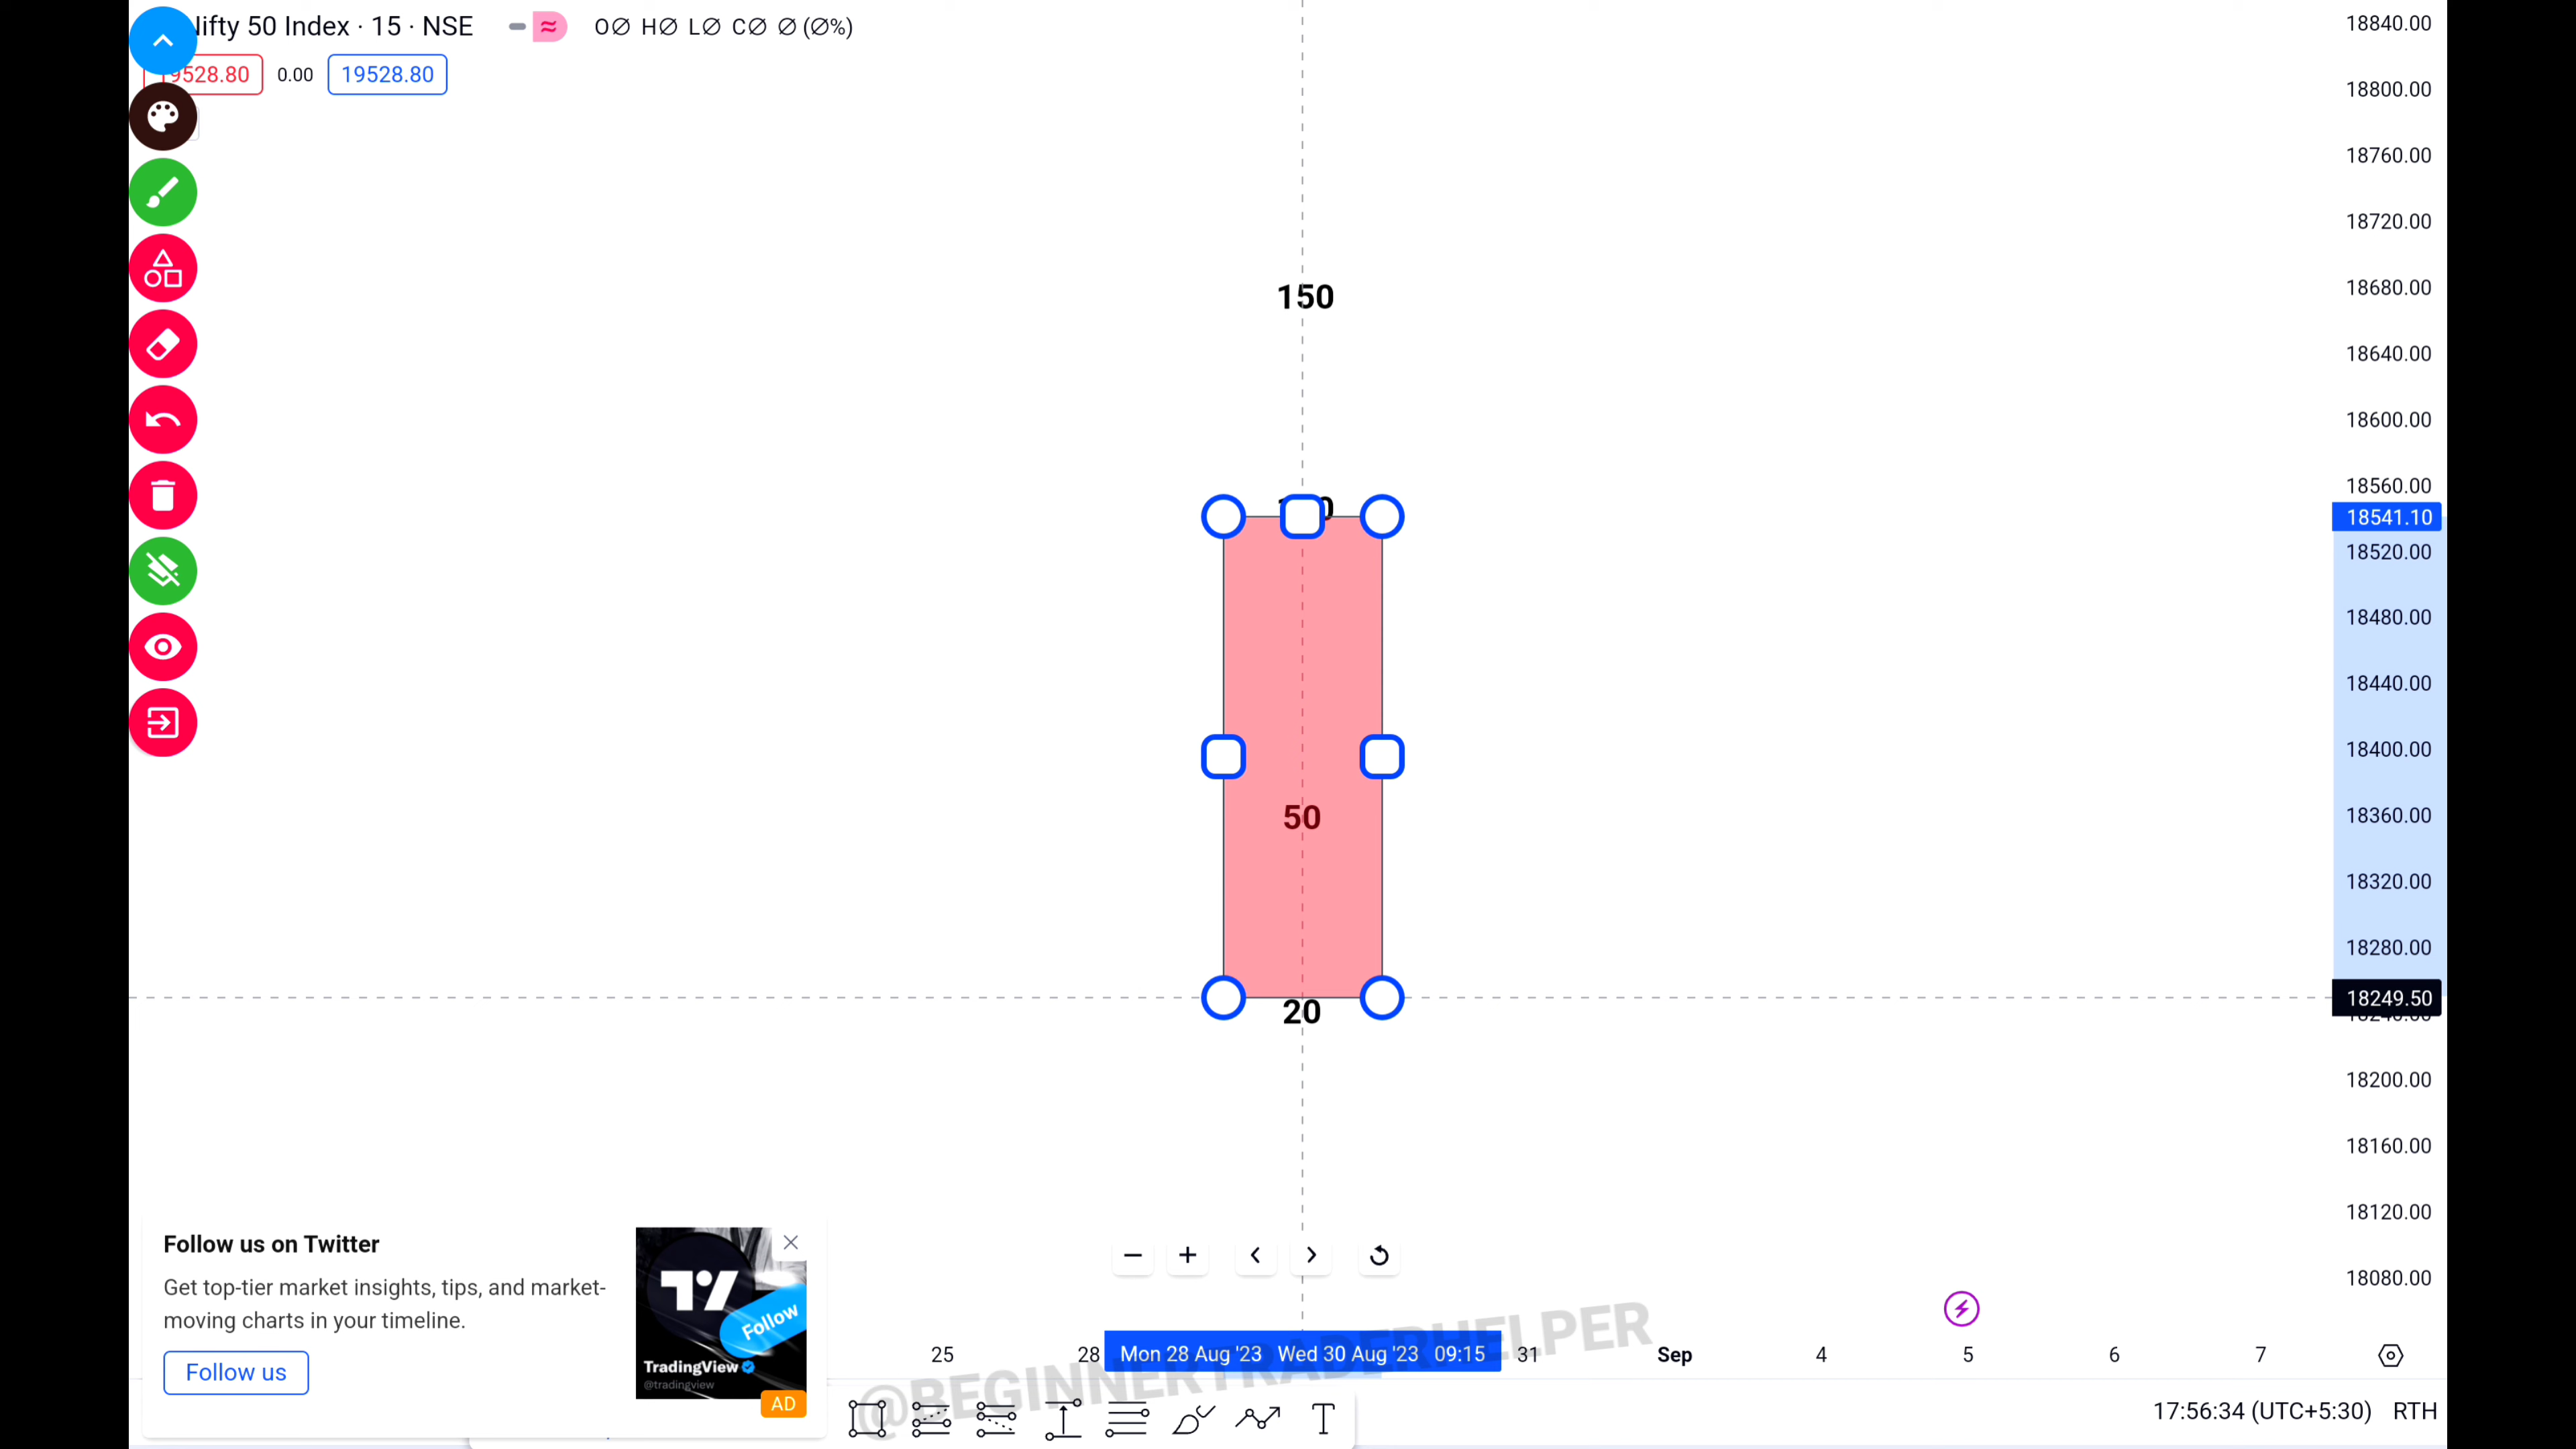 ifty 50 Index · 15 · NSE
O∅ H∅ L∅ C∅ ∅ (∅%)
9528.80
0.00
19528.80
18840.00
18800.00
18760.00
18720.00
18680.00
18640.00
18600.00
18560.00
18541.10
18520.00
18480.00
18440.00
18400.00
18360.00
18320.00
18280.00
18249.50
18200.00
18160.00
18120.00
18080.00
150
50
20
Follow us on Twitter
Get top-tier market insights, tips, and market-
moving charts in your timeline.
Follow us
Follow
TradingView
@tradingview
AD
25
28
Mon 28 Aug '23 Wed 30 Aug '23 09:15
31
Sep
4
5
6
7
@BEGINNERTRADERHELPER
17:56:34 (UTC+5:30) RTH